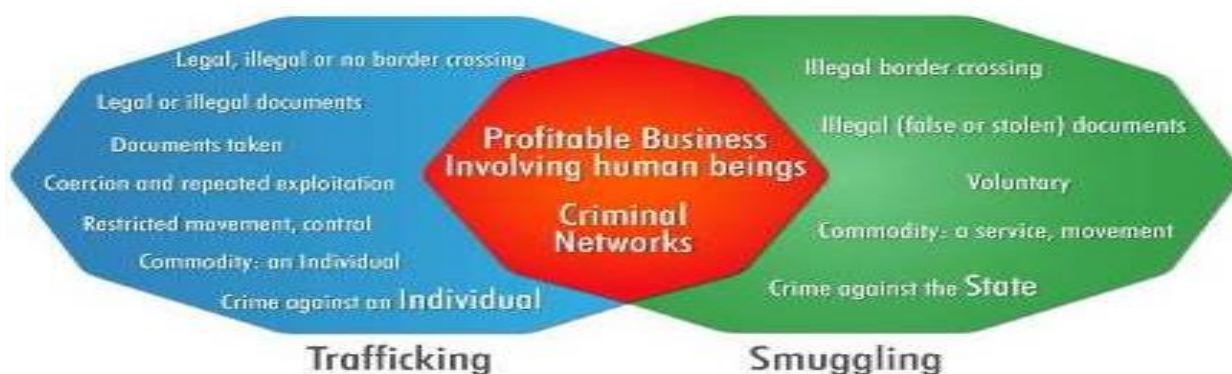 Legal, illegal or no border crossing
Legal or illegal documents
Documents taken
Coercion and repeated exploitation
Restricted movement, control
Commodity: an Individual
Crime against an Individual
Profitable Business
Involving human beings
Criminal
Networks
Illegal border crossing
Illegal (false or stolen) documents
Voluntary
Commodity: a service, movement
Crime against the State
Trafficking
Smuggling